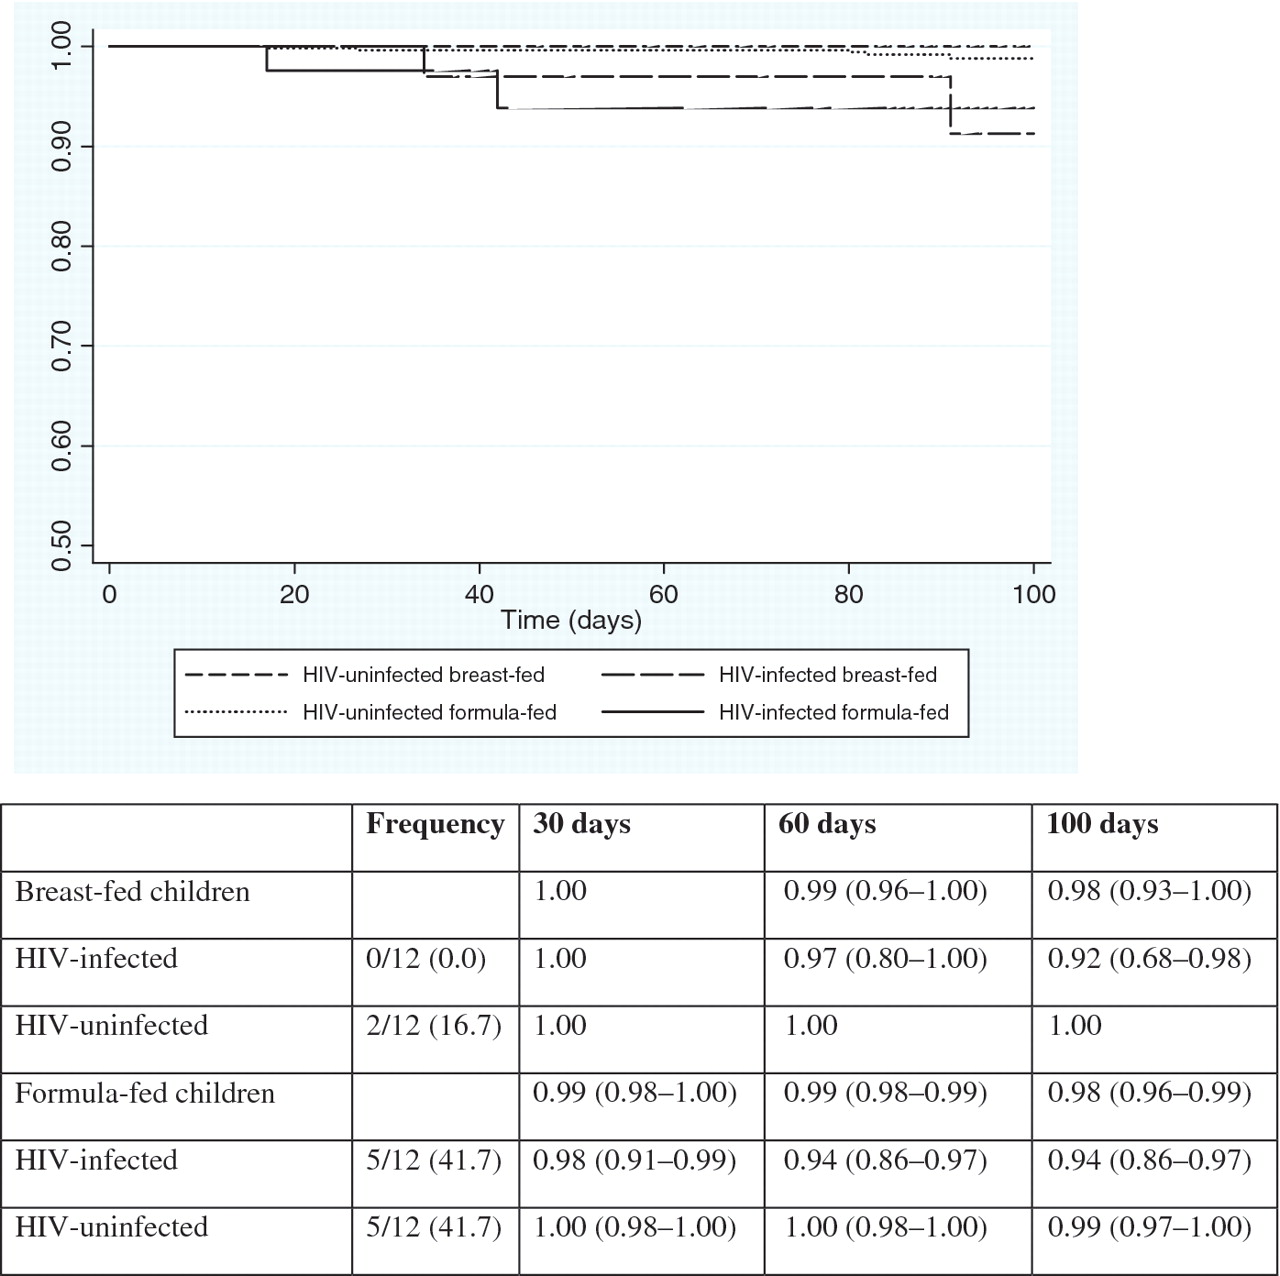 1.00
0.90
0.80
0.70
0.60
0.50
0 20 40 60 80 100
Time (days)
HIV-uninfected breast-fed HIV-infected breast-fed
HIV-uninfected formula-fed HIV-infected formula-fed
Frequency 30 days 60 days 100 days
Breast-fed children 1.00 0.99 (0.96–1.00) 0.98 (0.93–1.00)
HIV-infected 0/12 (0.0) 1.00 0.97 (0.80–1.00) 0.92 (0.68–0.98)
HIV-uninfected 2/12 (16.7) 1.00 1.00 1.00
Formula-fed children 0.99 (0.98–1.00) 0.99 (0.98–0.99) 0.98 (0.96–0.99)
HIV-infected 5/12 (41.7) 0.98 (0.91–0.99) 0.94 (0.86–0.97) 0.94 (0.86–0.97)
HIV-uninfected 5/12 (41.7) 1.00 (0.98–1.00) 1.00 (0.98–1.00) 0.99 (0.97–1.00)